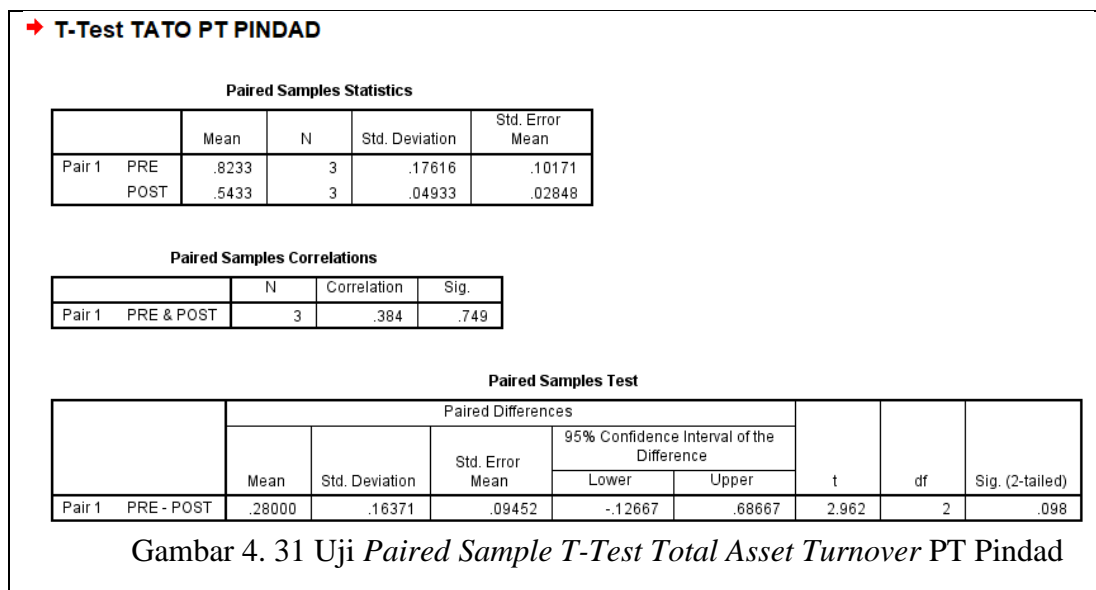 T-Test TATO PT PINDAD
Paired Samples Statistics
Mean N Std. Deviation Std. Error Mean
Pair 1 PRE .8233 3 .17616 .10171
POST .5433 3 .04933 .02848
Paired Samples Correlations
N Correlation Sig.
Pair 1 PRE & POST 3 .384 .749
Paired Samples Test
Paired Differences
95% Confidence Interval of the Difference
Mean Std. Deviation Std. Error Mean Lower Upper t df Sig. (2-tailed)
Pair 1 PRE - POST .28000 .16371 .09452 -.12667 .68667 2.962 2 .098
Gambar 4. 31 Uji Paired Sample T-Test Total Asset Turnover PT Pindad